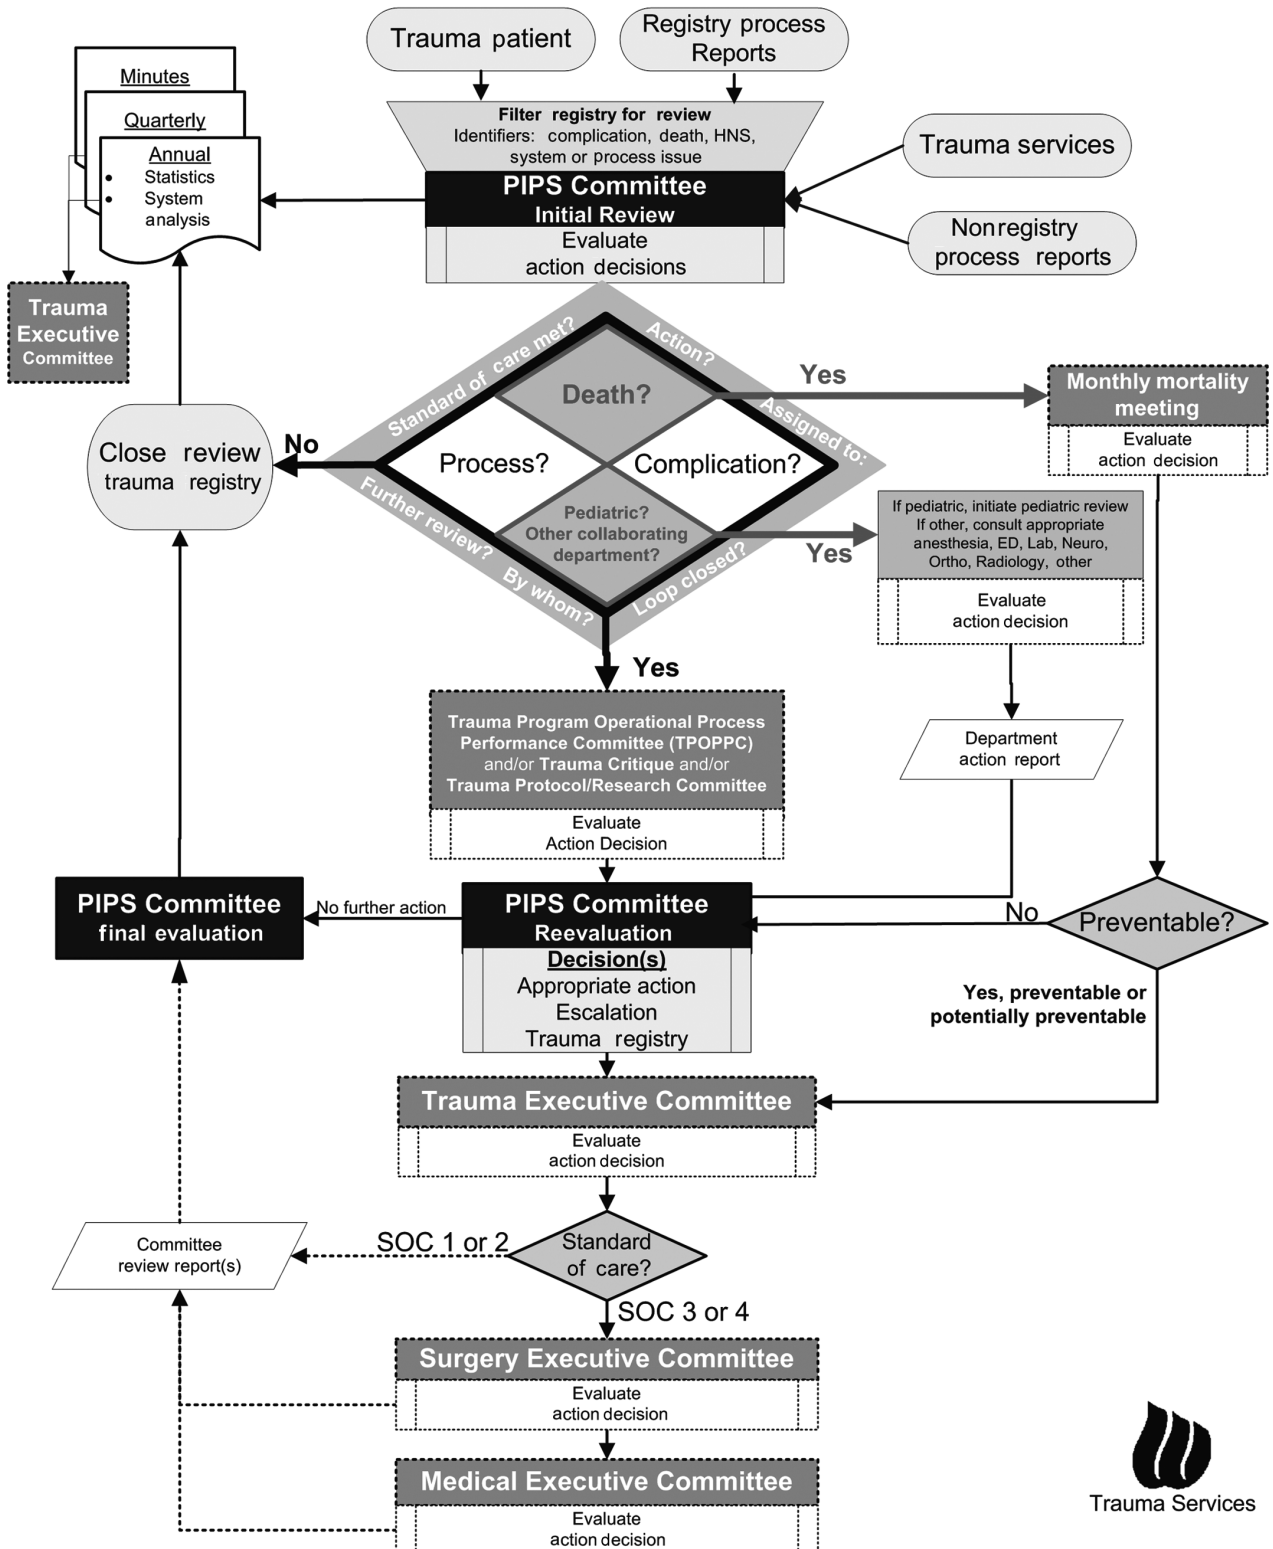 Trauma patient
Registry process
Reports
Minutes
Quarterly
Annual
Statistics
System
analysis
Filter registry for review
Identifiers: complication, death, HNS,
system or process issue
PIPS Committee
Initial Review
Evaluate
action decisions
Trauma services
Nonregistry
process reports
Trauma
Executive
Committee
Standard of care met?
Action?
Assigned to:
Further review?
By whom?
Loop closed?
Death?
Process?
Complication?
Pediatric?
Other collaborating
department?
Yes
Monthly mortality
meeting
Evaluate
action decision
No
Close review
trauma registry
Yes
If pediatric, initiate pediatric review
If other, consult appropriate
anesthesia, ED, Lab, Neuro,
Ortho, Radiology, other
Evaluate
action decision
Yes
Trauma Program Operational Process
Performance Committee (TPOPPC)
and/or Trauma Critique and/or
Trauma Protocol/Research Committee
Evaluate
Action Decision
Department
action report
PIPS Committee
final evaluation
No further action
PIPS Committee
Reevaluation
Decision(s)
Appropriate action
Escalation
Trauma registry
No
Preventable?
Yes, preventable or
potentially preventable
Trauma Executive Committee
Evaluate
action decision
Committee
review report(s)
SOC 1 or 2
Standard
of care?
SOC 3 or 4
Surgery Executive Committee
Evaluate
action decision
Medical Executive Committee
Evaluate
action decision
Trauma Services